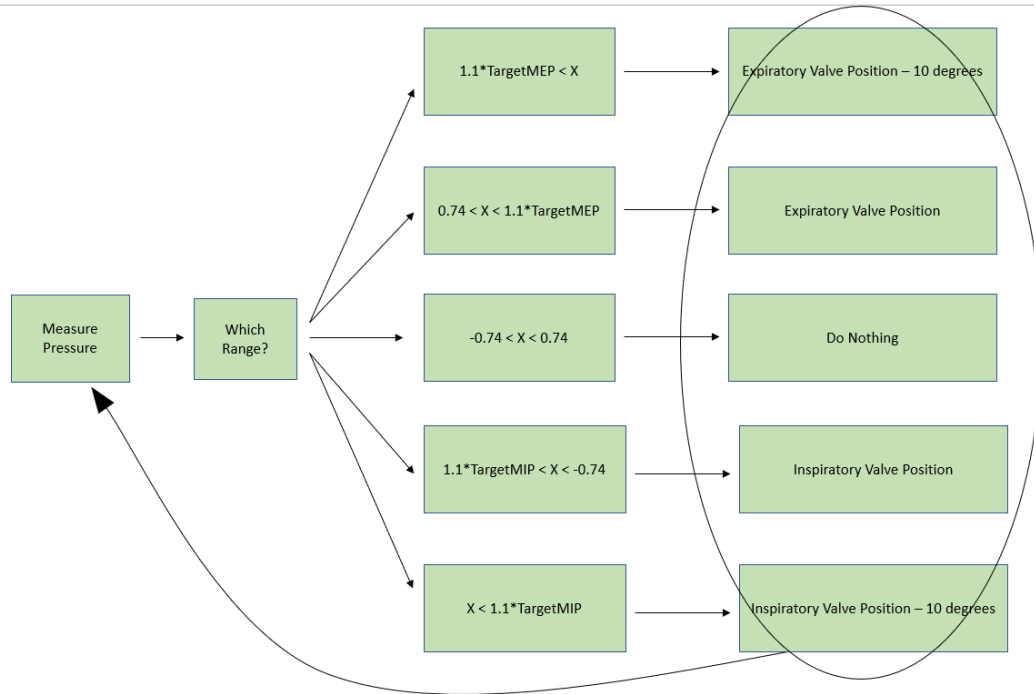 1.1*TargetMEP < X
Expiratory Valve Position – 10 degrees
0.74 < X < 1.1*TargetMEP
Expiratory Valve Position
Measure
Pressure
Which
Range?
-0.74 < X < 0.74
Do Nothing
1.1*TargetMIP < X < -0.74
Inspiratory Valve Position
X < 1.1*TargetMIP
Inspiratory Valve Position – 10 degrees